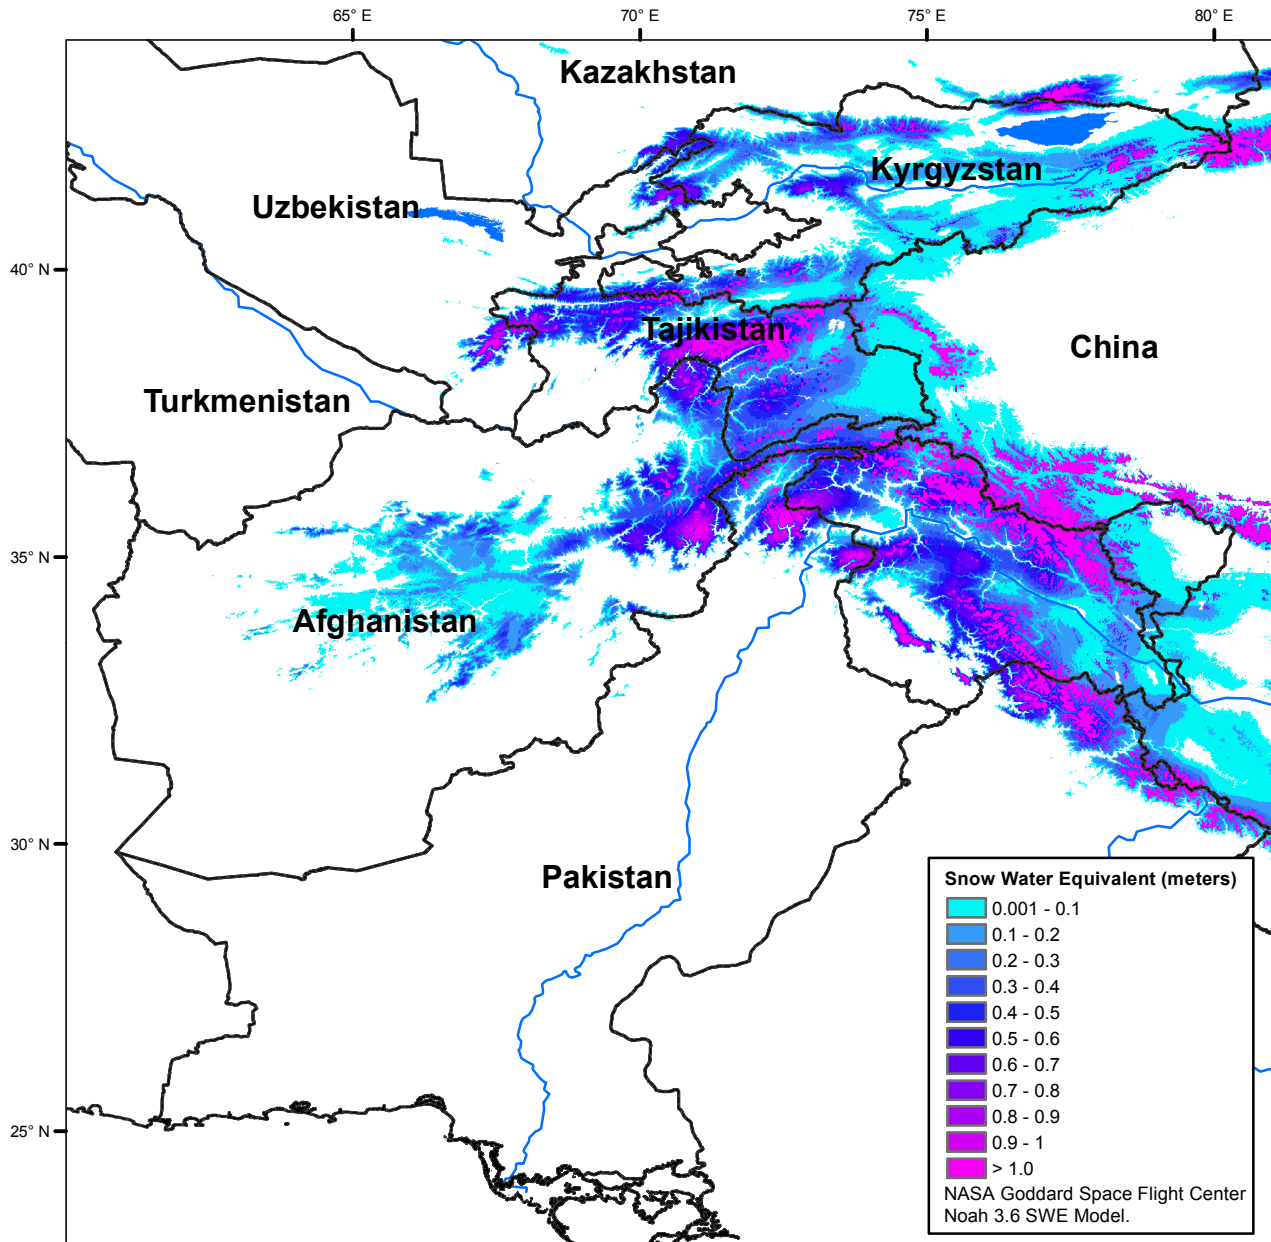 65° E
70° E
75° E
80° E
Kazakhstan
Kyrgyzstan
Uzbekistan
40° N
Tajikistan
China
Turkmenistan
35° N
Afghanistan
30° N
Pakistan
25° N
Snow Water Equivalent (meters)
0.001 - 0.1
0.1 - 0.2
0.2 - 0.3
0.3 - 0.4
0.4 - 0.5
0.5 - 0.6
0.6 - 0.7
0.7 - 0.8
0.8 - 0.9
0.9 - 1
> 1.0
NASA Goddard Space Flight Center
Noah 3.6 SWE Model.